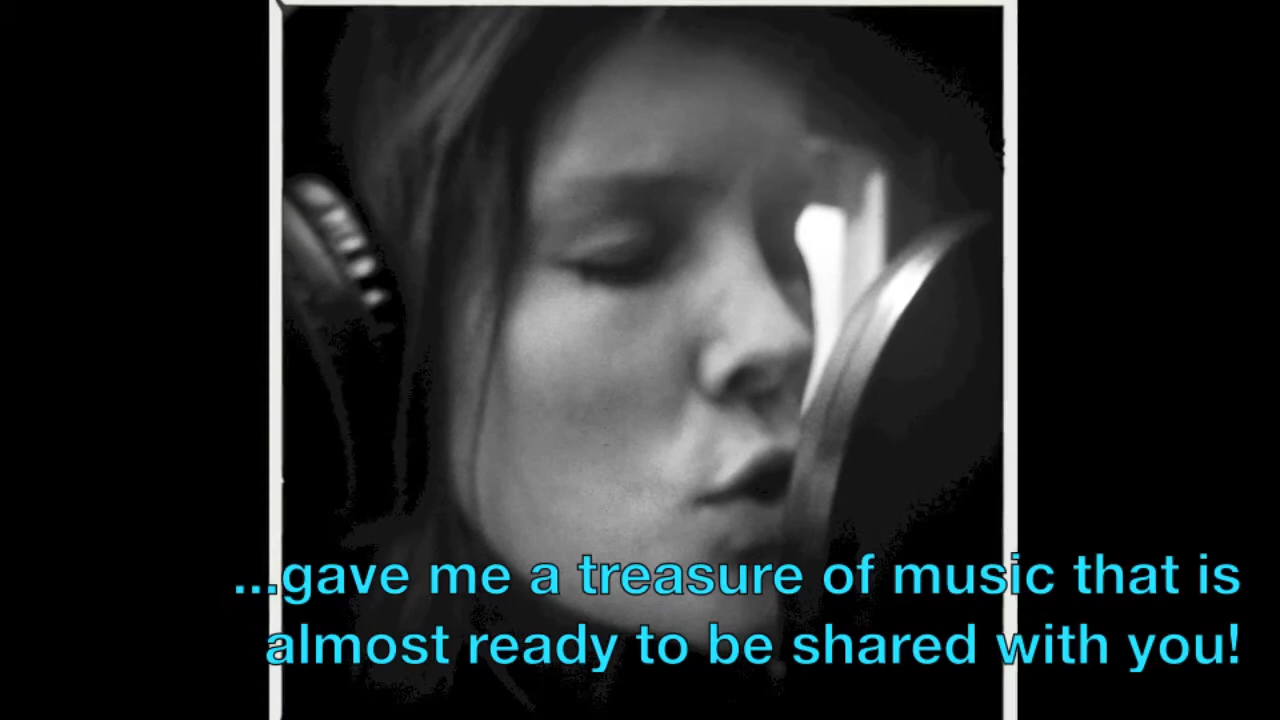 ...gave me a treasure of music that is
almost ready to be shared with you!